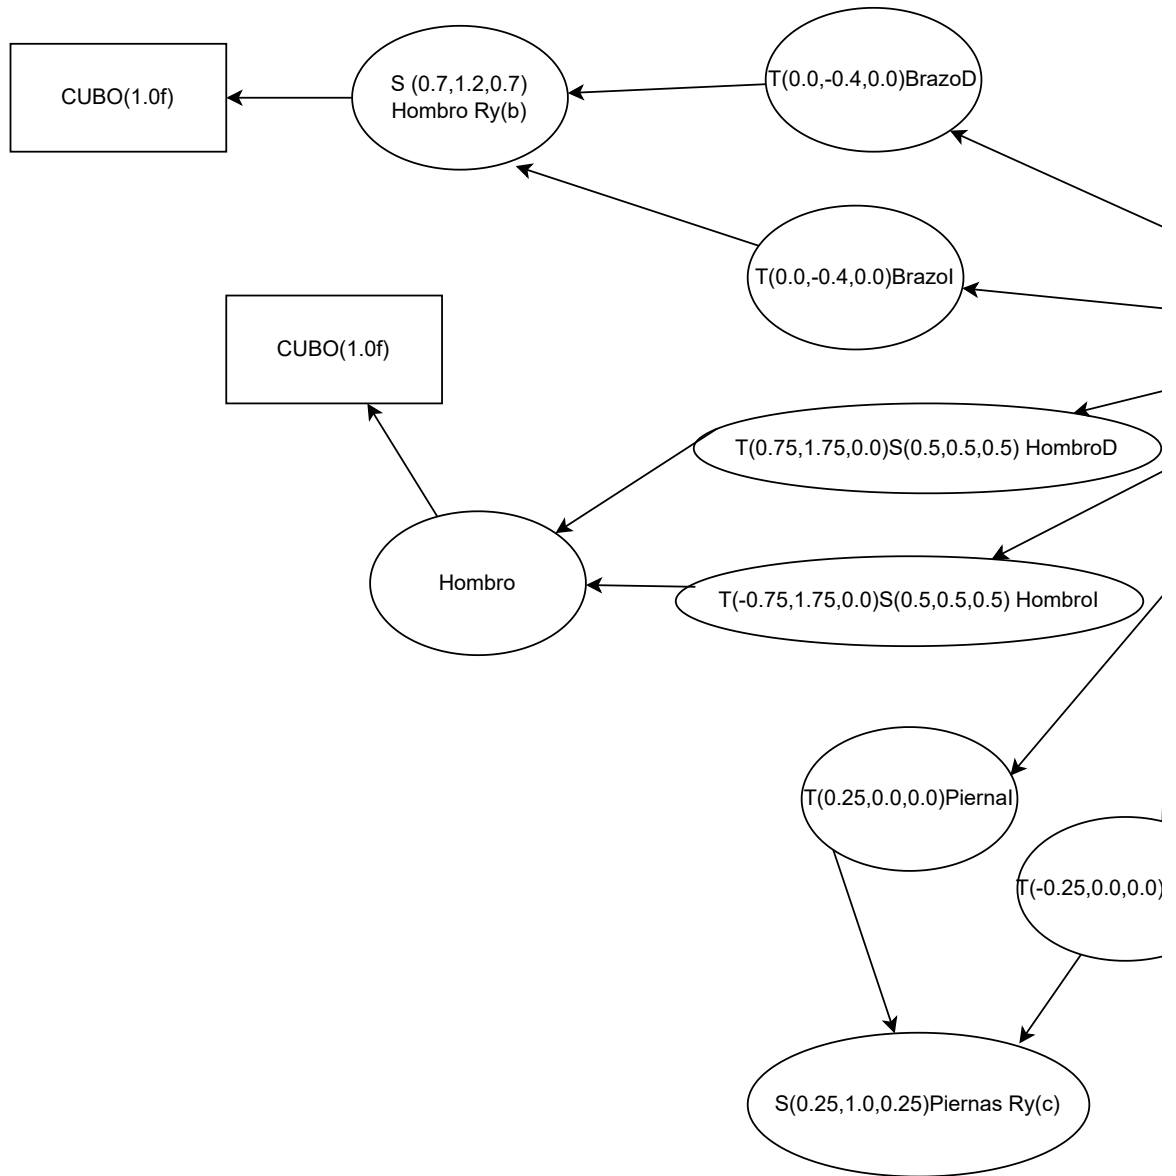 CUBO(1.0f)
S (0.7,1.2,0.7)
Hombro Ry(b)
T(0.0,-0.4,0.0)BrazoD
T(0.0,-0.4,0.0)BrazoI
CUBO(1.0f)
T(0.75,1.75,0.0)S(0.5,0.5,0.5) HombroD
Hombro
T(-0.75,1.75,0.0)S(0.5,0.5,0.5) HombroI
T(0.25,0.0,0.0)PiernaI
T(-0.25,0.0,0.0)
S(0.25,1.0,0.25)Piernas Ry(c)